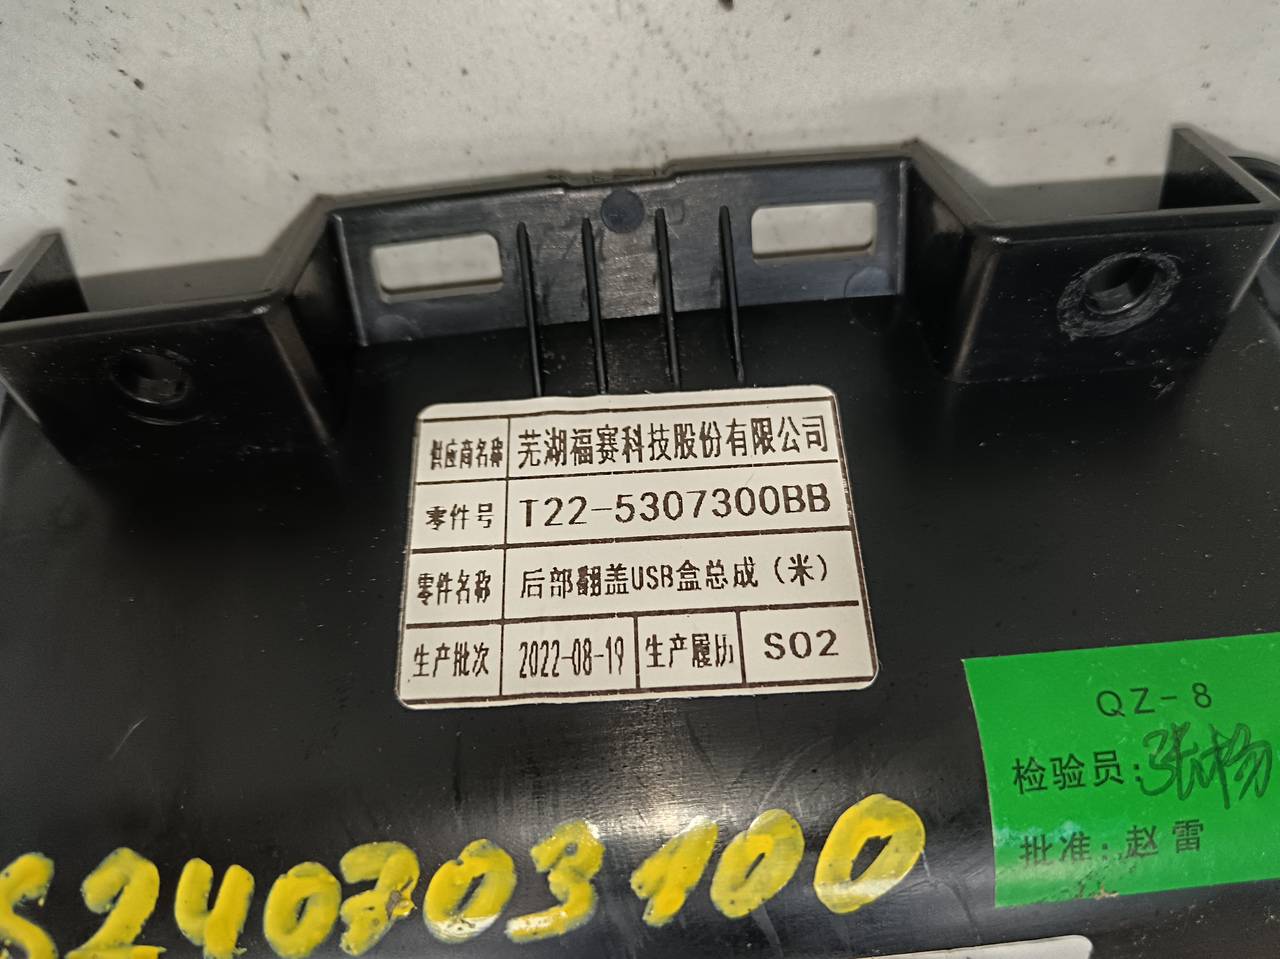 供应商名称 芜湖福赛科技股份有限公司
零件号 T22-5307300BB
零件名称 后部翻盖USB盒总成（米）
生产批次 2022-08-19 生产履历 S02
QZ-8
检验员：张杨
批准：赵雷
S240703100